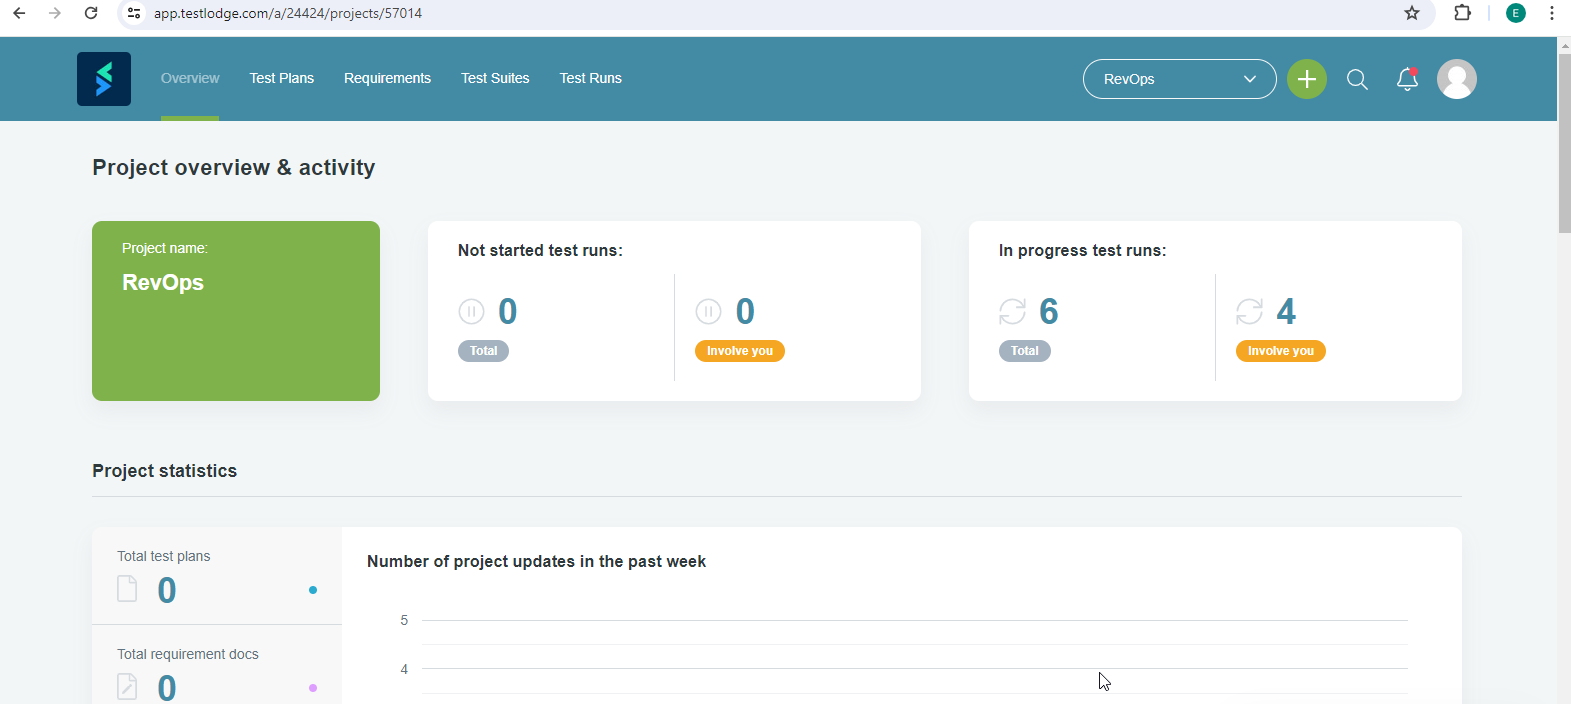 app.testlodge.com/a/24424/projects/57014
E
Overview Test Plans Requirements Test Suites Test Runs
RevOps
Project overview & activity
Project name:
RevOps
Not started test runs:
0
Total
0
Involve you
In progress test runs:
6
Total
4
Involve you
Project statistics
Total test plans
0
Total requirement docs
0
Number of project updates in the past week
5
4